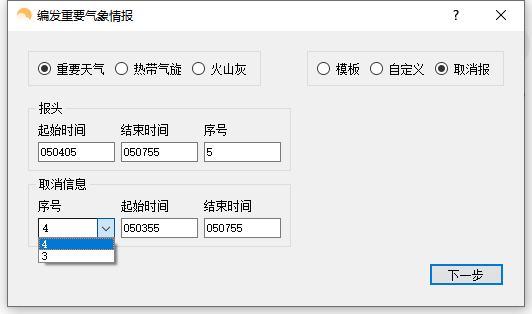 编发重要气象情报
重要天气 热带气旋 火山灰 模板 自定义 取消报
报头
起始时间 结束时间 序号
050405 050755 5
取消信息
序号 起始时间 结束时间
4 050355 050755
4
3
下一步